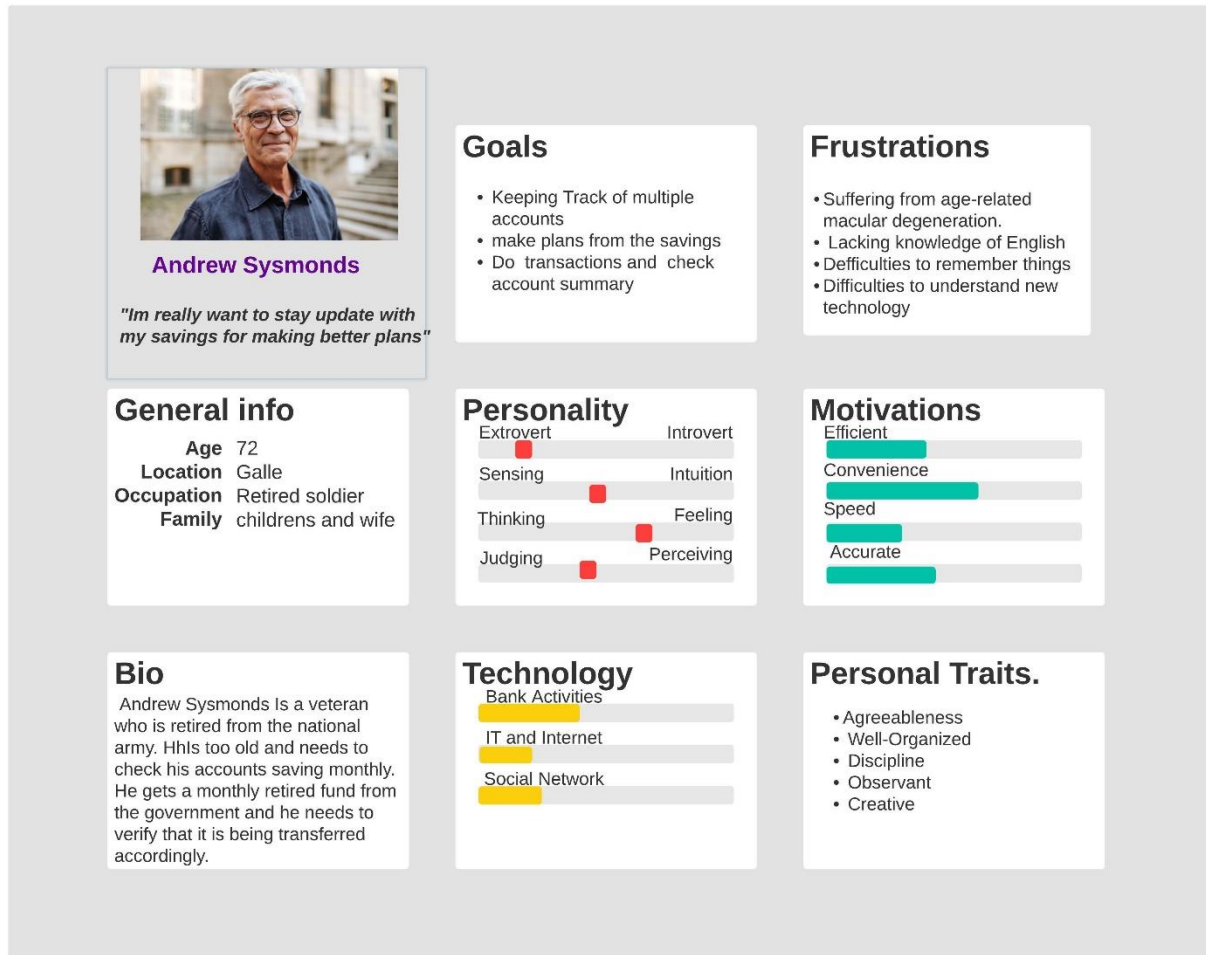 Andrew Sysmonds
"Im really want to stay update with
my savings for making better plans"
Goals
• Keeping Track of multiple
accounts
• make plans from the savings
• Do transactions and check
account summary
Frustrations
• Suffering from age-related
macular degeneration.
• Lacking knowledge of English
• Defficulties to remember things
• Difficulties to understand new
technology
General info
Age 72
Location Galle
Occupation Retired soldier
Family childrens and wife
Personality
Extrovert Introvert
Sensing Intuition
Thinking Feeling
Judging Perceiving
Motivations
Efficient
Convenience
Speed
Accurate
Bio
Andrew Sysmonds Is a veteran
who is retired from the national
army. HhIs too old and needs to
check his accounts saving monthly.
He gets a monthly retired fund from
the government and he needs to
verify that it is being transferred
accordingly.
Technology
Bank Activities
IT and Internet
Social Network
Personal Traits.
• Agreeableness
• Well-Organized
• Discipline
• Observant
• Creative